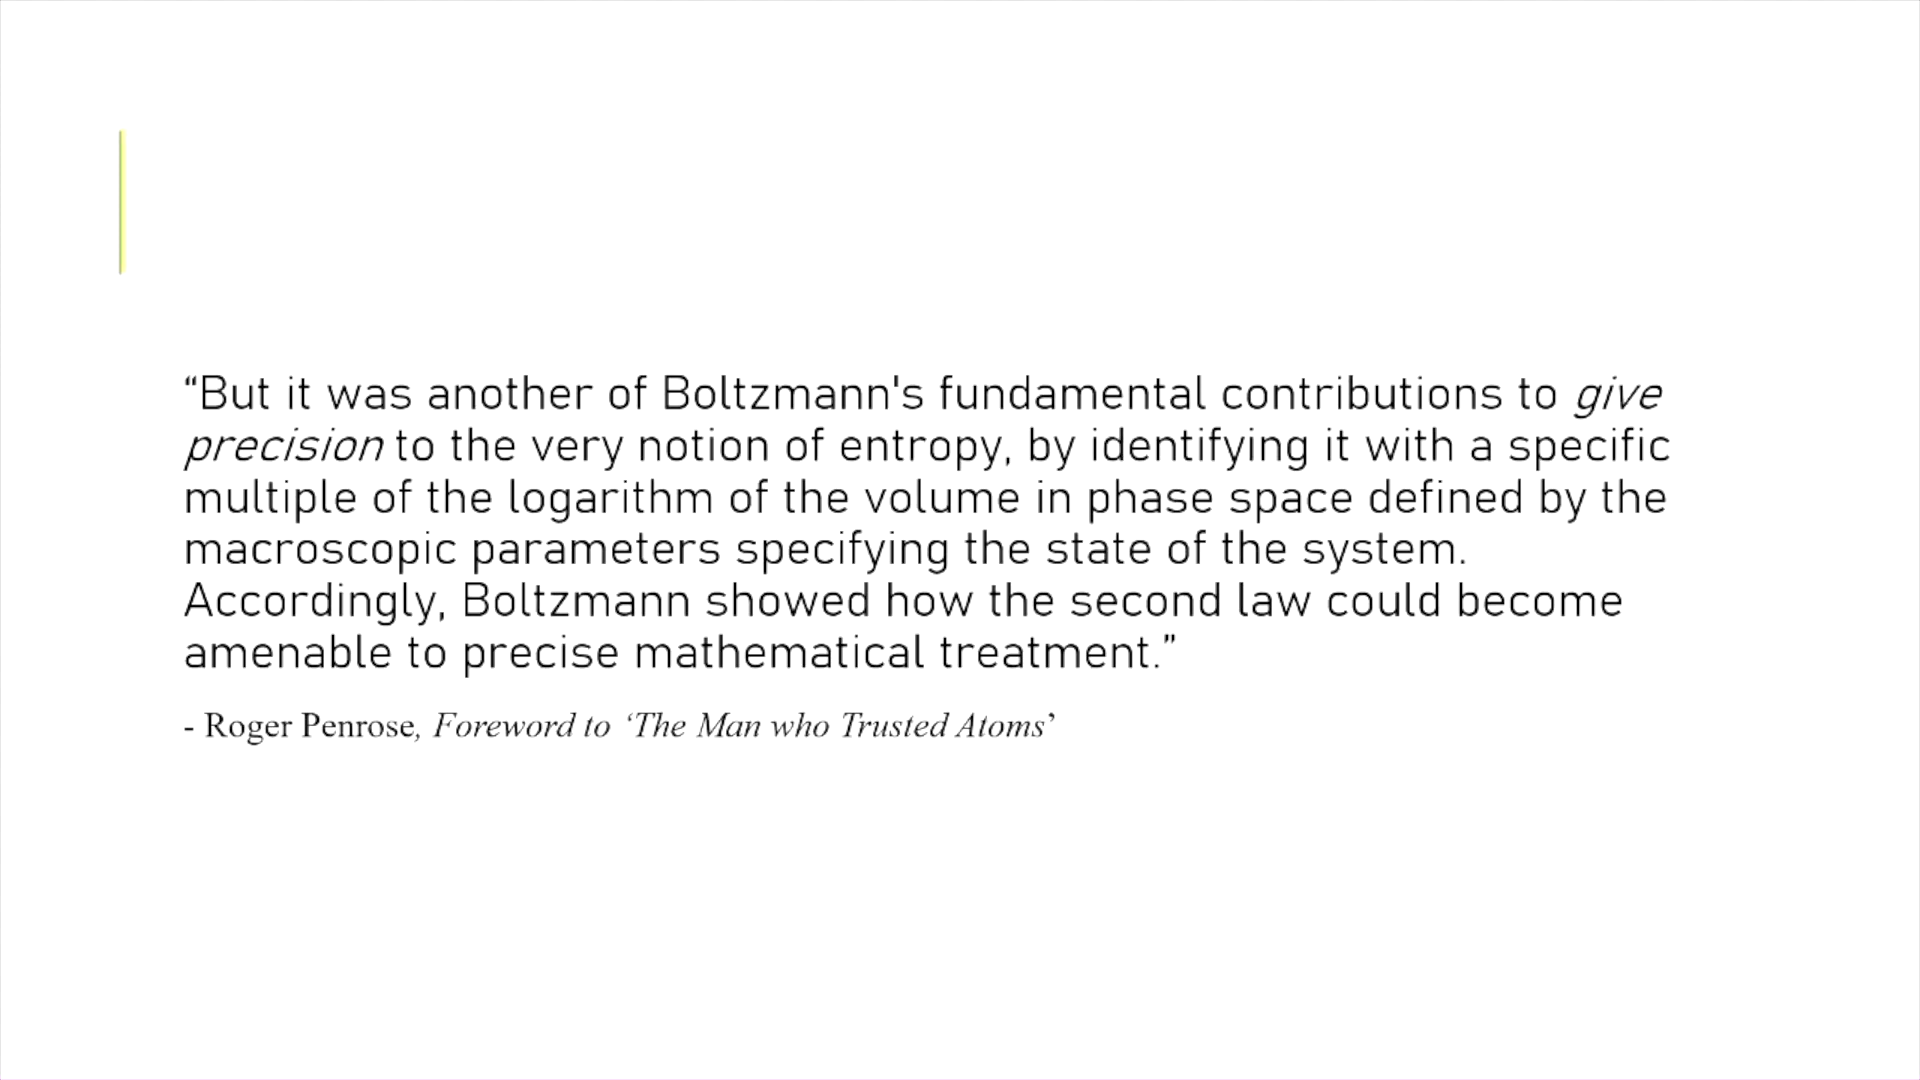 “But it was another of Boltzmann's fundamental contributions to give
precision to the very notion of entropy, by identifying it with a specific
multiple of the logarithm of the volume in phase space defined by the
macroscopic parameters specifying the state of the system.
Accordingly, Boltzmann showed how the second law could become
amenable to precise mathematical treatment.”
- Roger Penrose, Foreword to ‘The Man who Trusted Atoms’